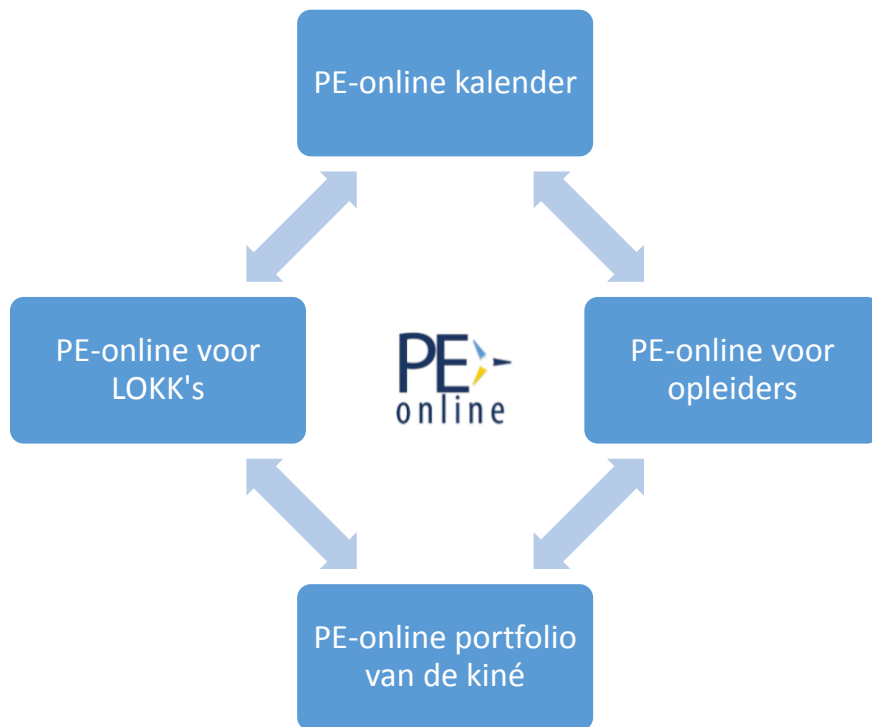 PE-online kalender
PE-online voor
LOKK's
PE
online
PE-online voor
opleiders
PE-online portfolio
van de kiné